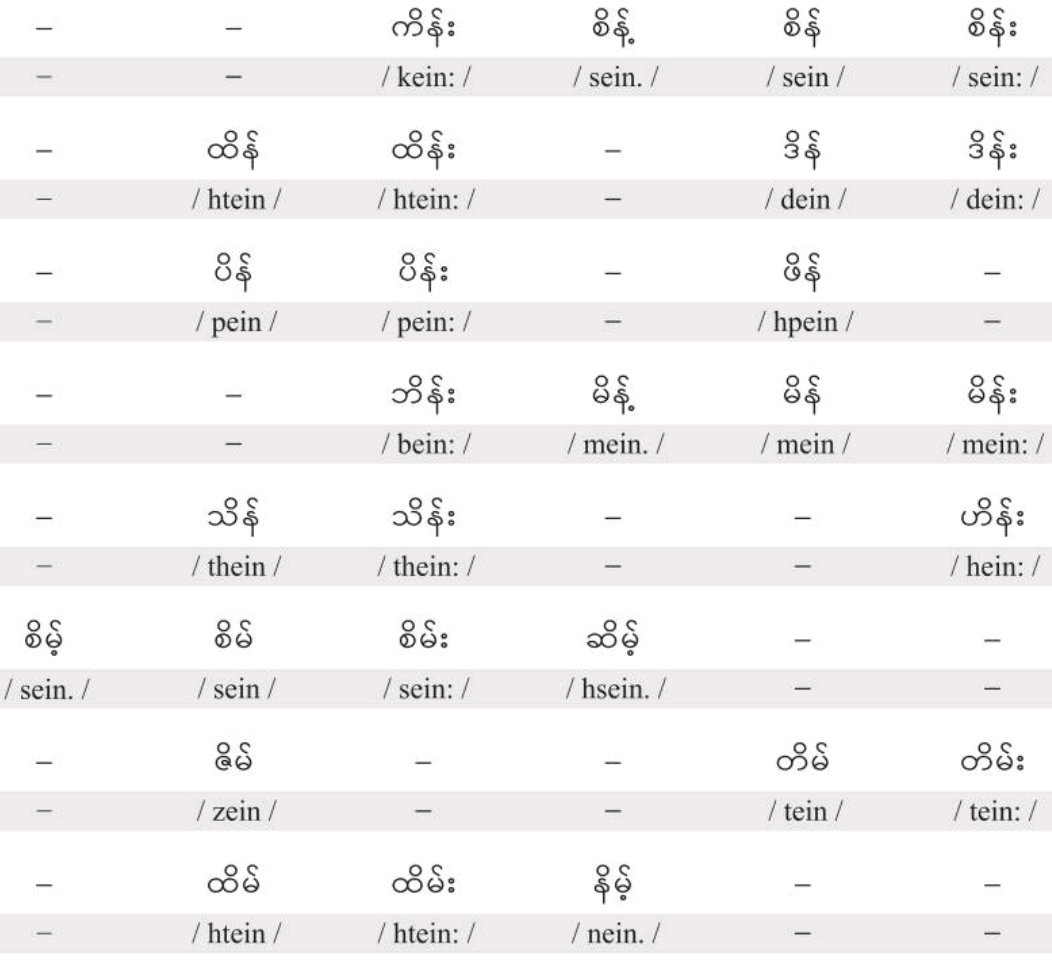 – – ကိန်း စိန့် စိန် စိန်း
– – / kein: / / sein. / / sein / / sein: /
– ထိန် ထိန်း – ဒိန် ဒိန်း
– / htein / / htein: / – / dein / / dein: /
– ပိန် ပိန်း – ဖိန် –
– / pein / / pein: / – / hpein / –
– – ဘိန်း မိန့် မိန် မိန်း
– – / bein: / / mein. / / mein / / mein: /
– သိန် သိန်း – – ဟိန်း
– / thein / / thein: / – – / hein: /
စိမ့် စိမ် စိမ်း ဆိမ့် – –
/ sein. / / sein / / sein: / / hsein. / – –
– ဇိမ် – – တိမ် တိမ်း
– / zein / – – / tein / / tein: /
– ထိမ် ထိမ်း နိမ့် – –
– / htein / / htein: / / nein. / – –